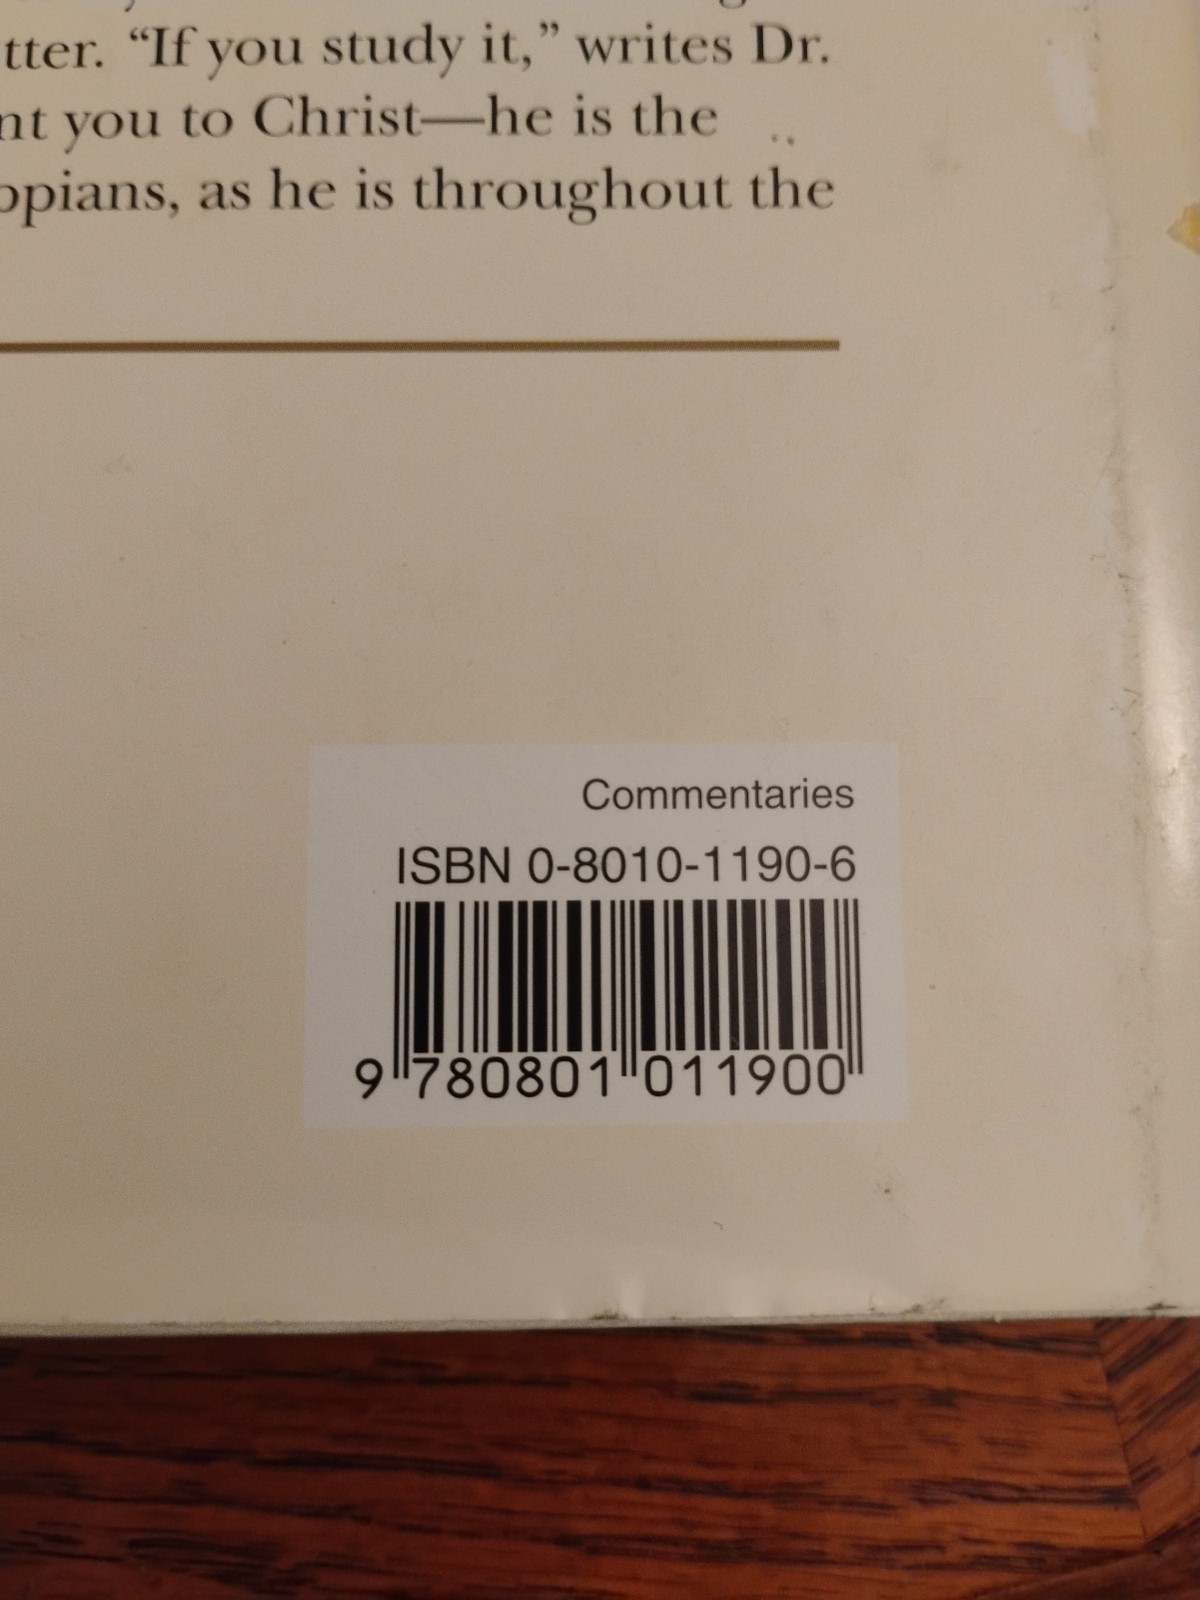 tter. “If you study it,” writes Dr.
nt you to Christ—he is the
ppians, as he is throughout the
Commentaries
ISBN 0-8010-1190-6
9 780801 011900